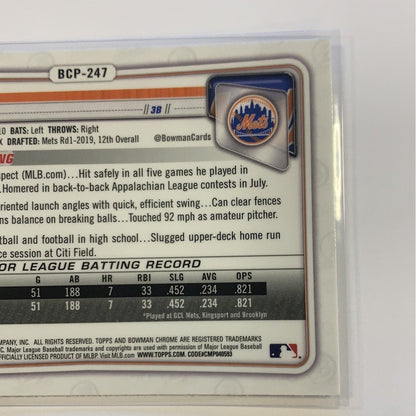 BCP-247
// 3B //
Mets
10 BATS: Left THROWS: Right
X DRAFTED: Mets Rd1-2019, 12th Overall @BowmanCards
NG
spect (MLB.com)...Hit safely in all five games he played in
..Homered in back-to-back Appalachian League contests in July.
oriented launch angles with quick, efficient swing...Can clear fences
ns balance on breaking balls...Touched 92 mph as amateur pitcher.
tball and football in high school...Slugged upper-deck home run
ce session at Citi Field.
OR LEAGUE BATTING RECORD
G AB HR RBI SLG AVG OPS
51 188 7 33 .452 .234 .821
51 188 7 33 .452 .234 .821
*Played at GCL Mets, Kingsport and Brooklyn
OMPANY, INC. ALL RIGHTS RESERVED. TOPPS AND BOWMAN CHROME ARE REGISTERED TRADEMARKS
C. Major League Baseball trademarks and copyrights are used with permission of Major League
OFFICIALLY LICENSED PRODUCT OF MLBP. Visit MLB.com WWW.TOPPS.COM. CODE#CMP040593